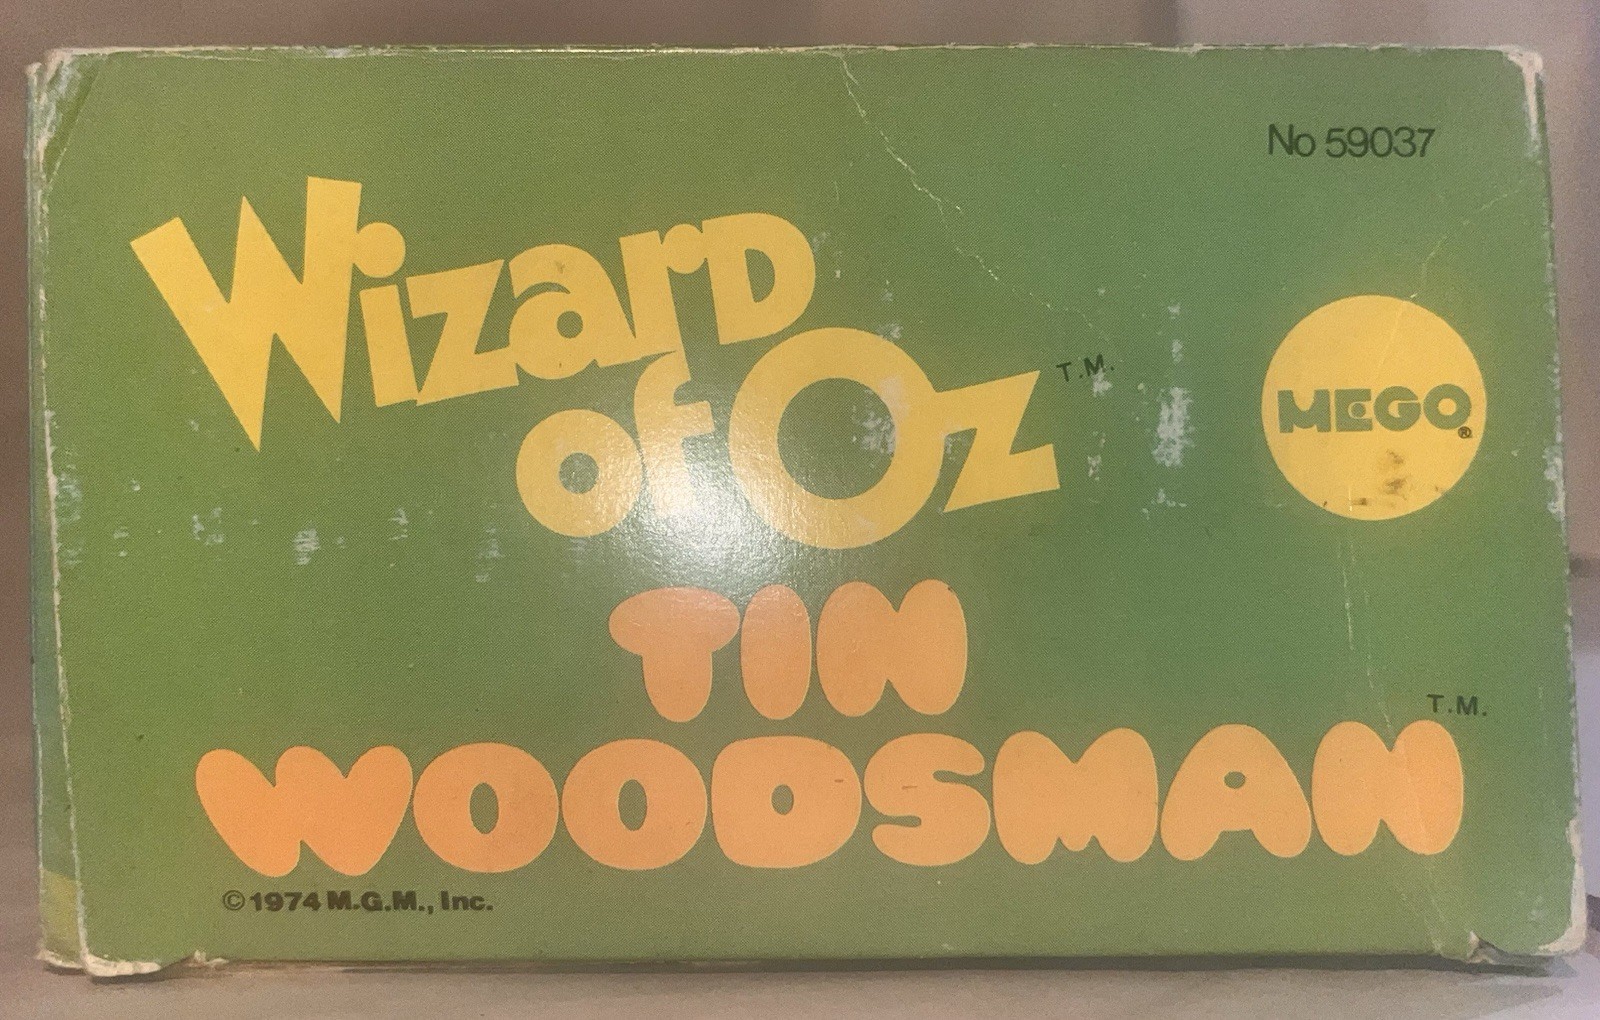 No 59037
Wizard
of Oz T.M.
MEGO®
TIN
WOODSMAN T.M.
©1974 M.G.M., Inc.